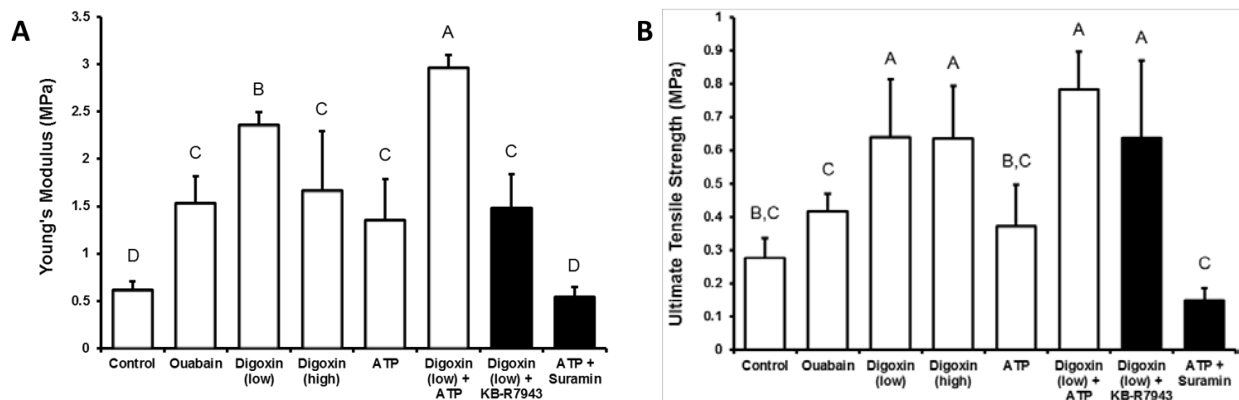 A
Young's Modulus (MPa)
3.5
3
2.5
2
1.5
1
0.5
0
D
C
B
C
C
A
C
D
Control
Ouabain
Digoxin
(low)
Digoxin
(high)
ATP
Digoxin
(low) +
ATP
Digoxin
(low) +
KB-R7943
ATP +
Suramin
B
Ultimate Tensile Strength (MPa)
1
0.9
0.8
0.7
0.6
0.5
0.4
0.3
0.2
0.1
0
B,C
C
A
A
B,C
A
A
C
Control
Ouabain
Digoxin
(low)
Digoxin
(high)
ATP
Digoxin
(low) +
ATP
Digoxin
(low) +
KB-R7943
ATP +
Suramin